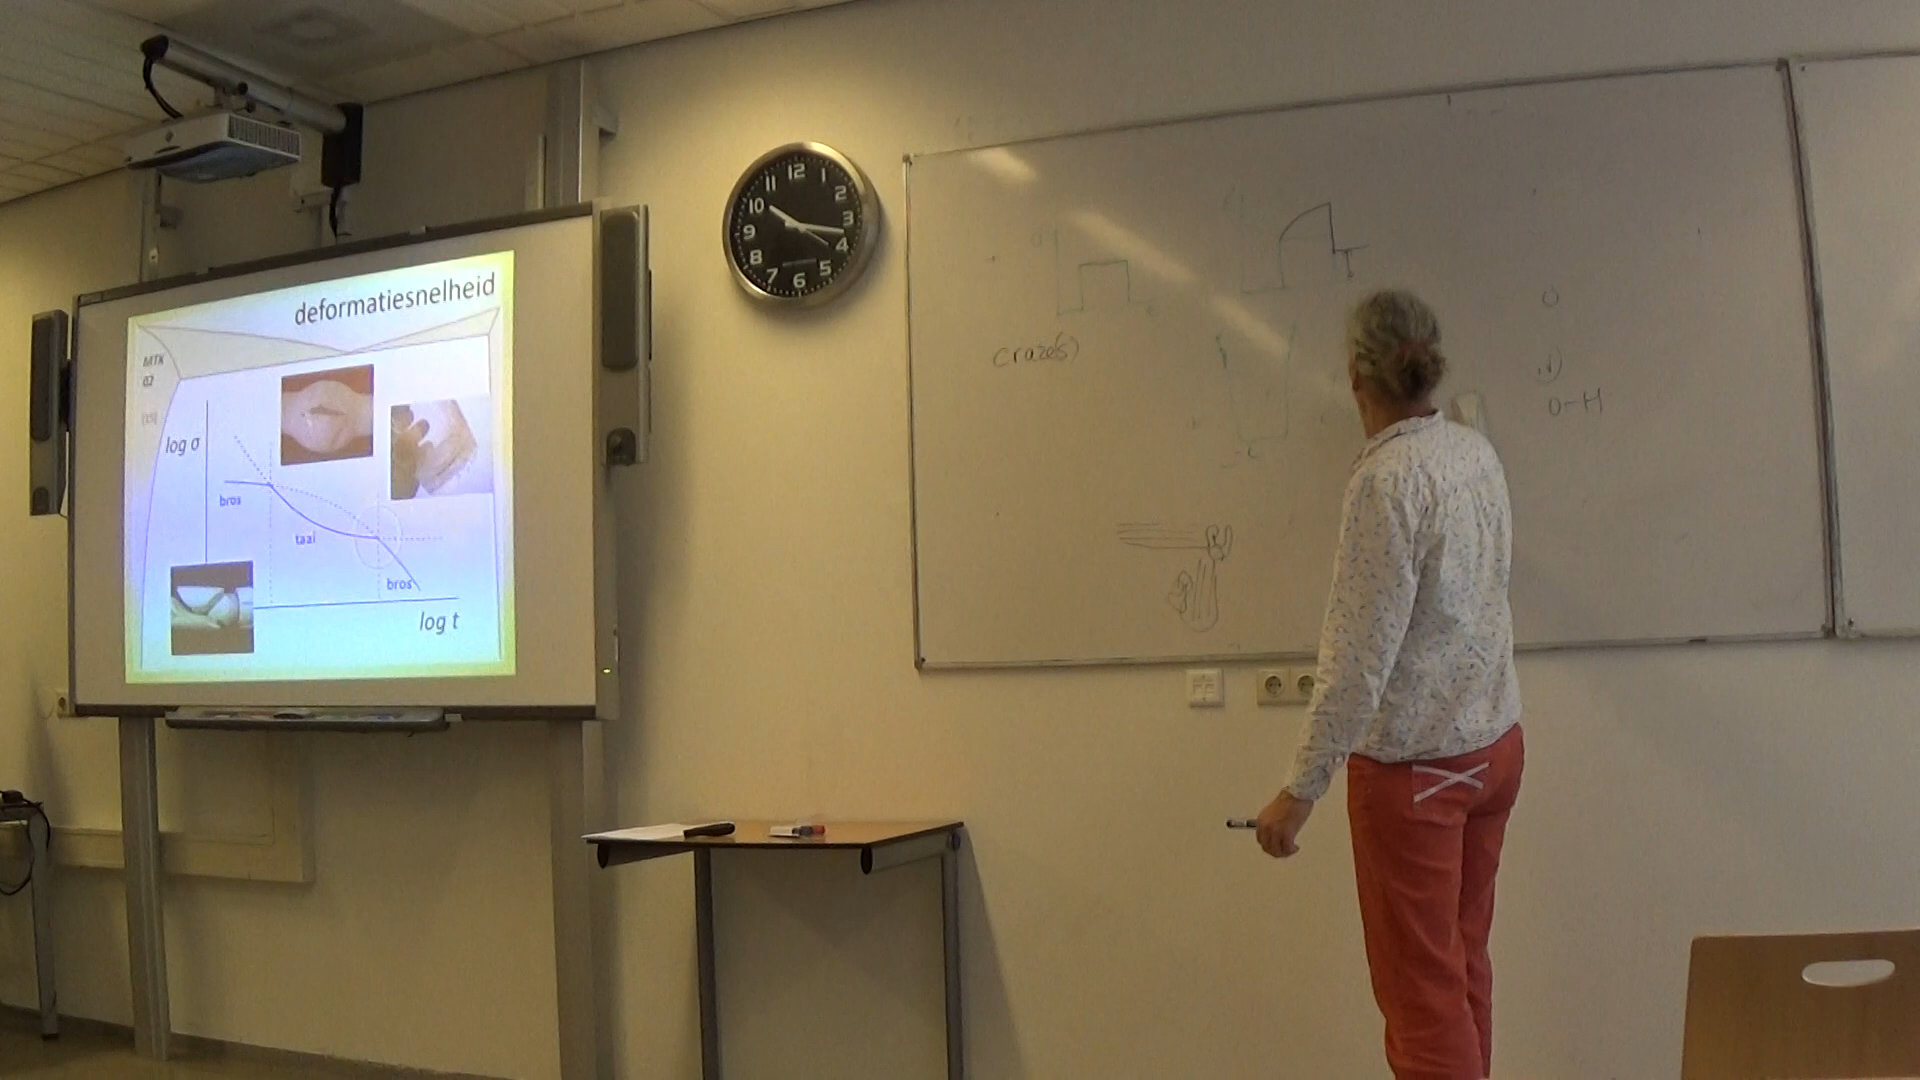 deformatiesnelheid
MTK
02
log σ
bros
taai
bros
log t
12
1
2
3
4
5
6
7
8
9
10
11
craze(s)
O
O-H